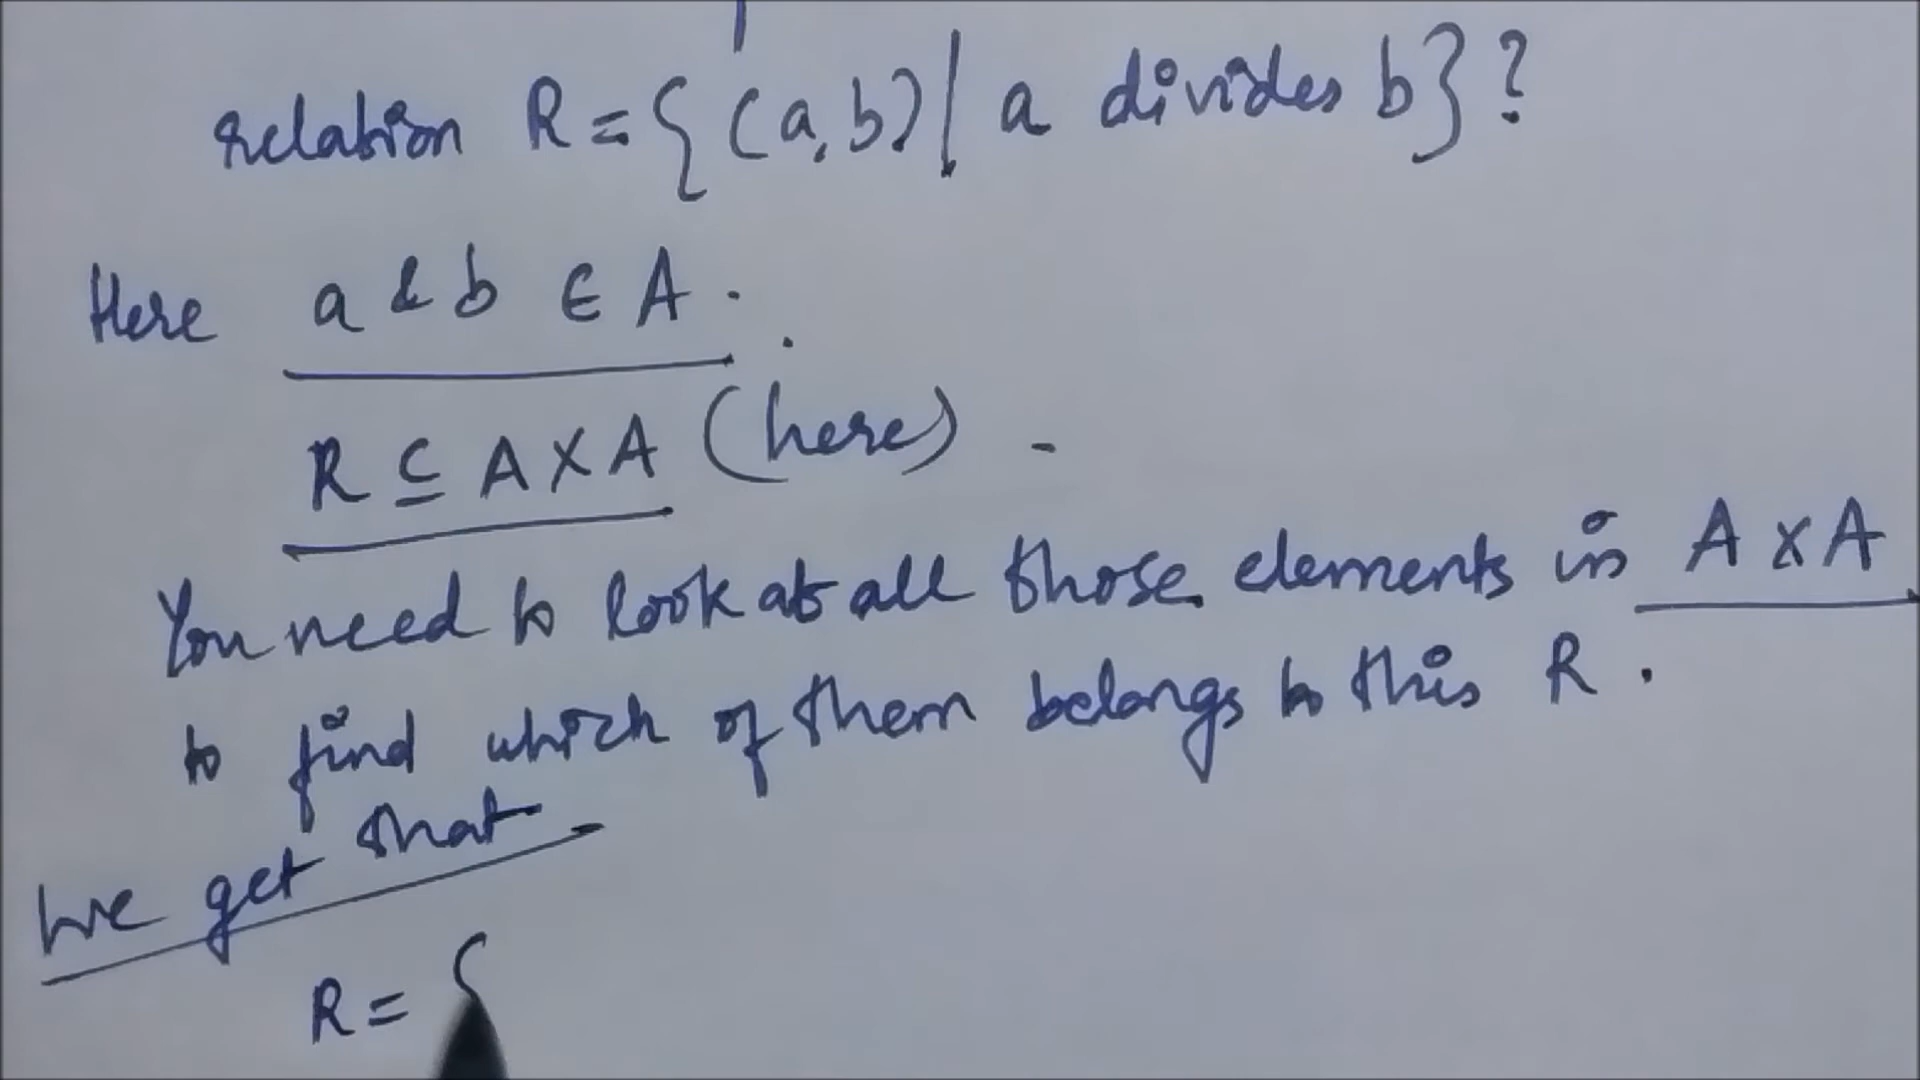 relation R = { (a,b) | a divides b } ?
Here a & b ∈ A .
R ⊆ A X A (here) -
You need to look at all those elements in A x A
to find which of them belongs to this R .
We get that
R = {